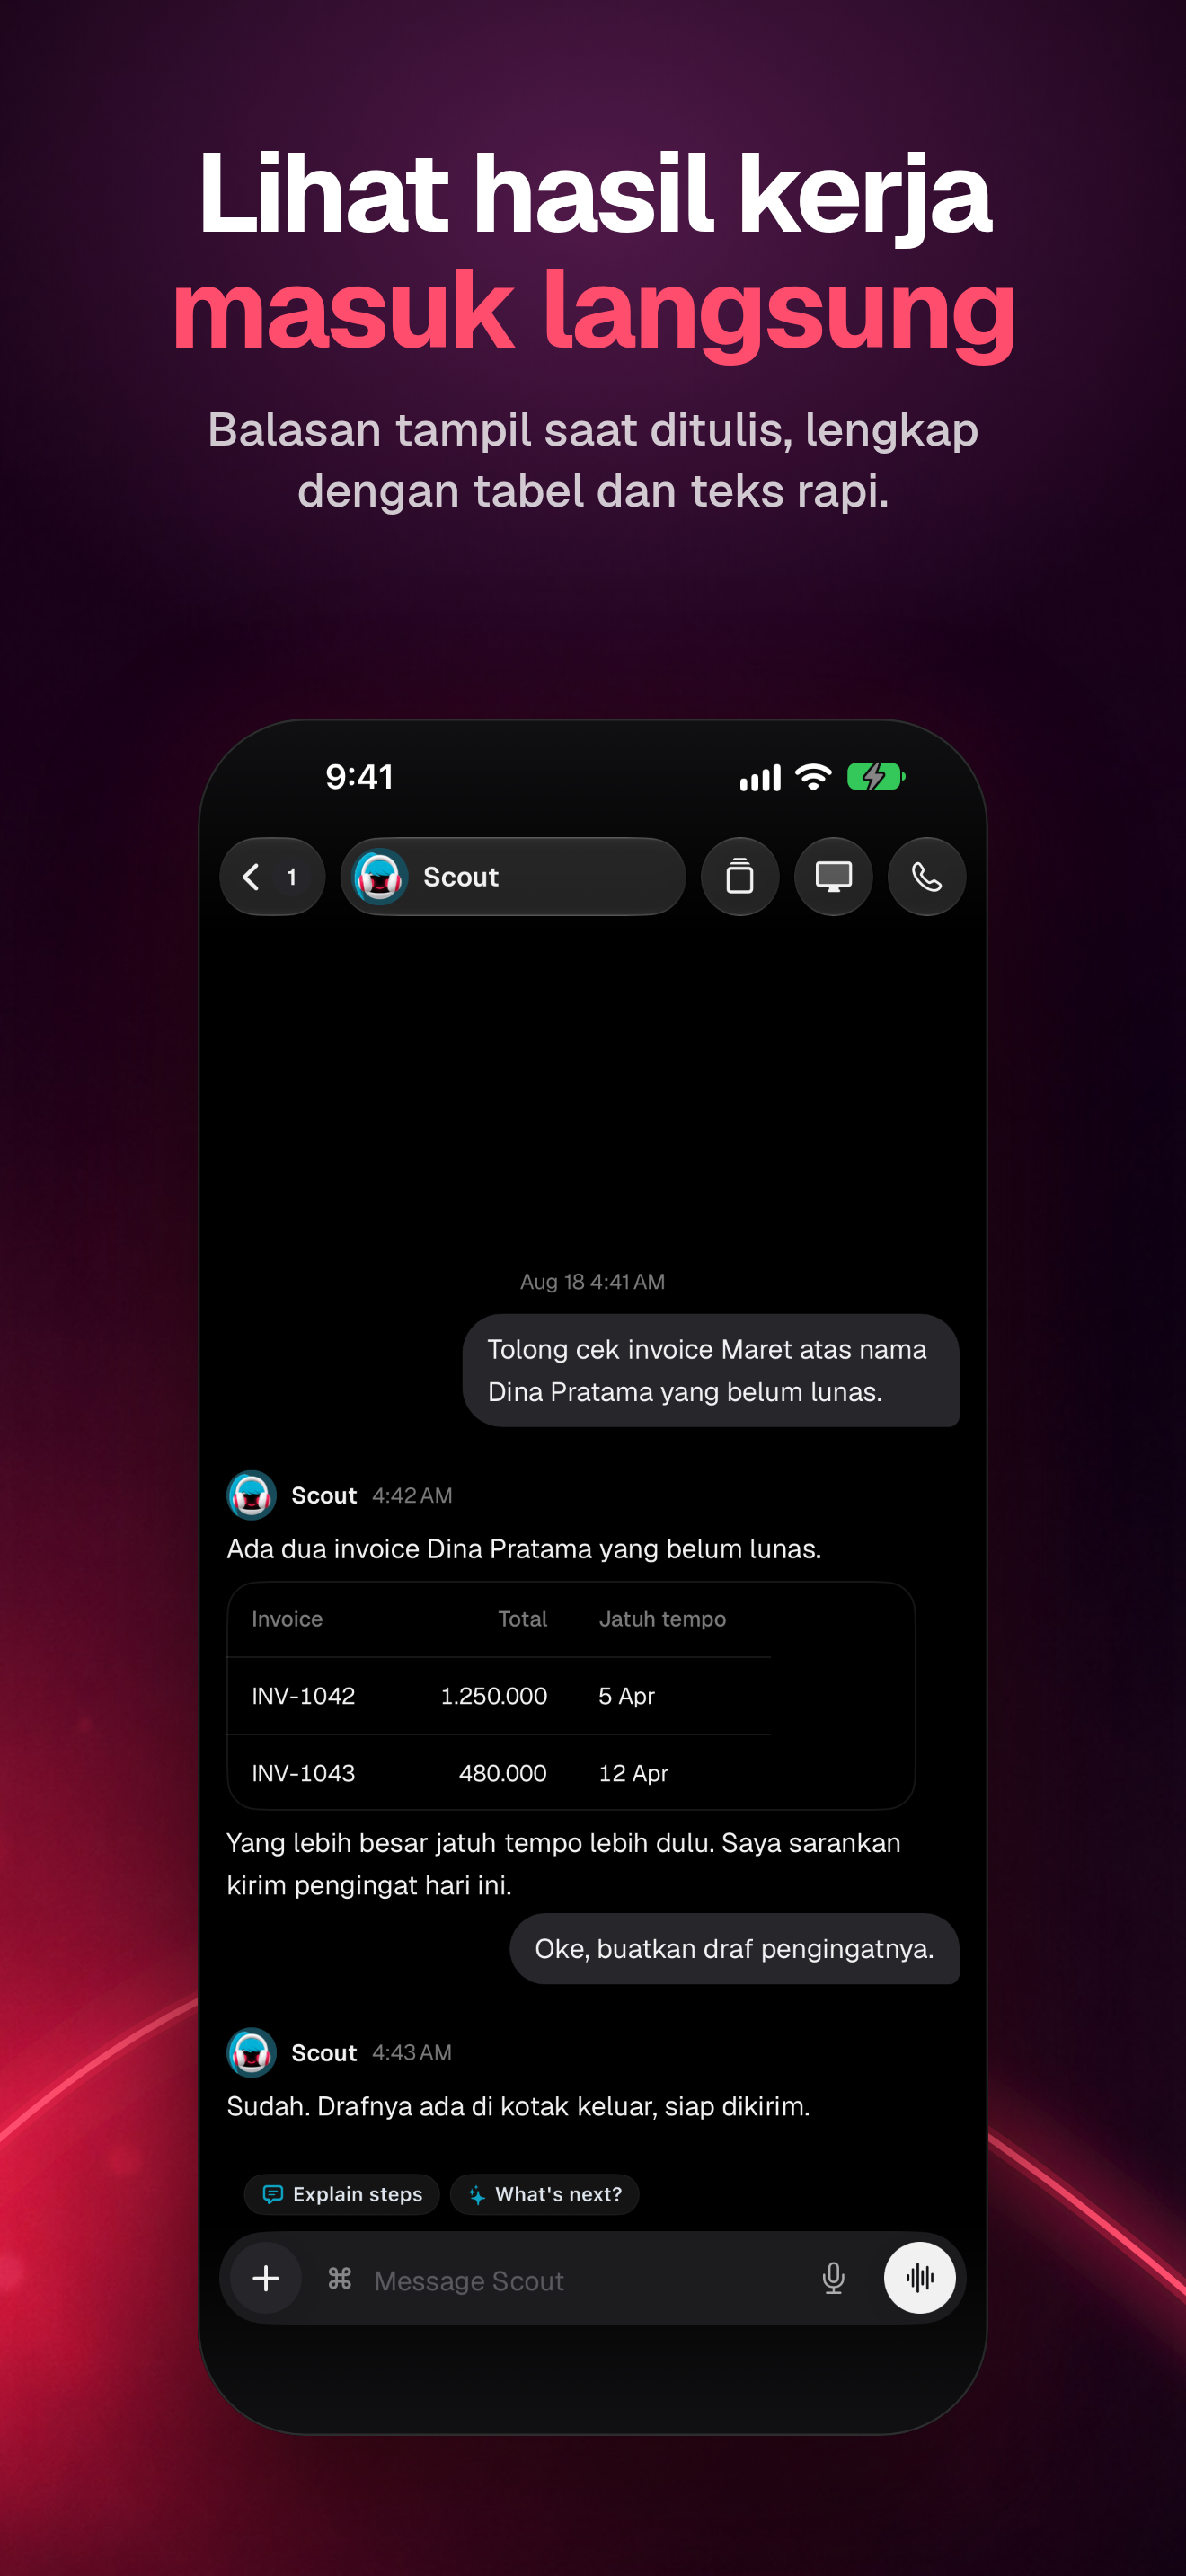 Lihat hasil kerja
masuk langsung
Balasan tampil saat ditulis, lengkap
dengan tabel dan teks rapi.
9:41
1
Scout
Aug 18 4:41 AM
Tolong cek invoice Maret atas nama
Dina Pratama yang belum lunas.
Scout 4:42 AM
Ada dua invoice Dina Pratama yang belum lunas.
Invoice Total Jatuh tempo
INV-1042 1.250.000 5 Apr
INV-1043 480.000 12 Apr
Yang lebih besar jatuh tempo lebih dulu. Saya sarankan
kirim pengingat hari ini.
Oke, buatkan draf pengingatnya.
Scout 4:43 AM
Sudah. Drafnya ada di kotak keluar, siap dikirim.
Explain steps What's next?
⌘ Message Scout